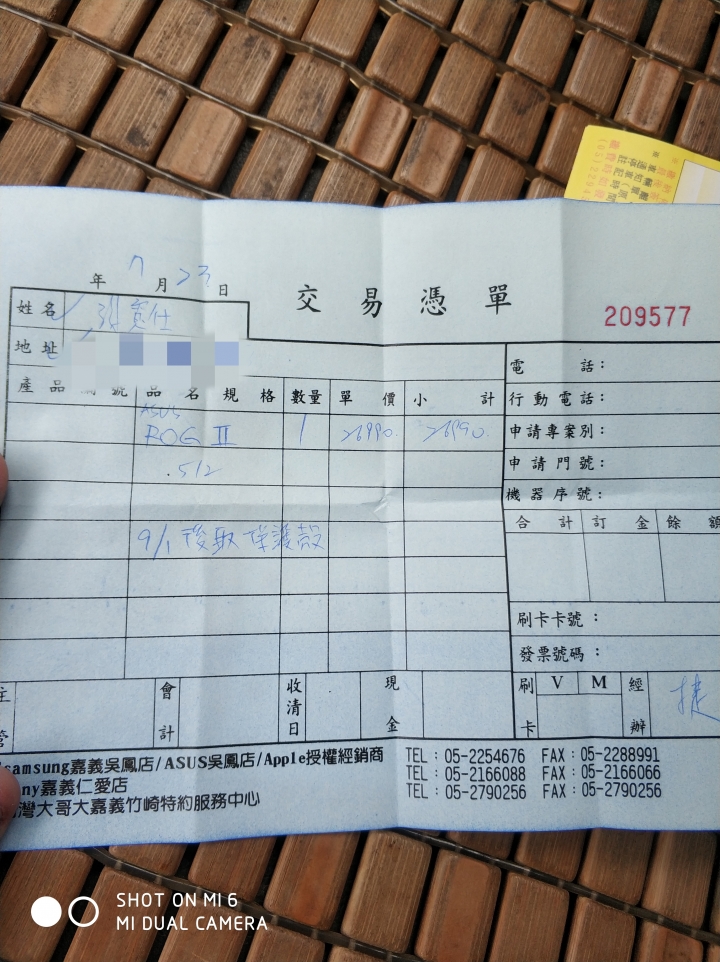 年 7 月 23 日
交易憑單
209577
姓名
地址
電話：
產品 號 品名規格 數量 單價 小計
行動電話：
ASUS
ROG II 1 26990. 26990.
申請專案別：
.512
申請門號：
機器序號：
合計 訂金 餘額
9/1 後取 保護殼
刷卡卡號：
發票號碼：
會計 收清日 現金 刷卡 V M 經辦 捷
samsung嘉義吳鳳店/ASUS吳鳳店/Apple授權經銷商
ny嘉義仁愛店
灣大哥大嘉義竹崎特約服務中心
TEL：05-2254676 FAX：05-2288991
TEL：05-2166088 FAX：05-2166066
TEL：05-2790256 FAX：05-2790256
SHOT ON MI 6
MI DUAL CAMERA